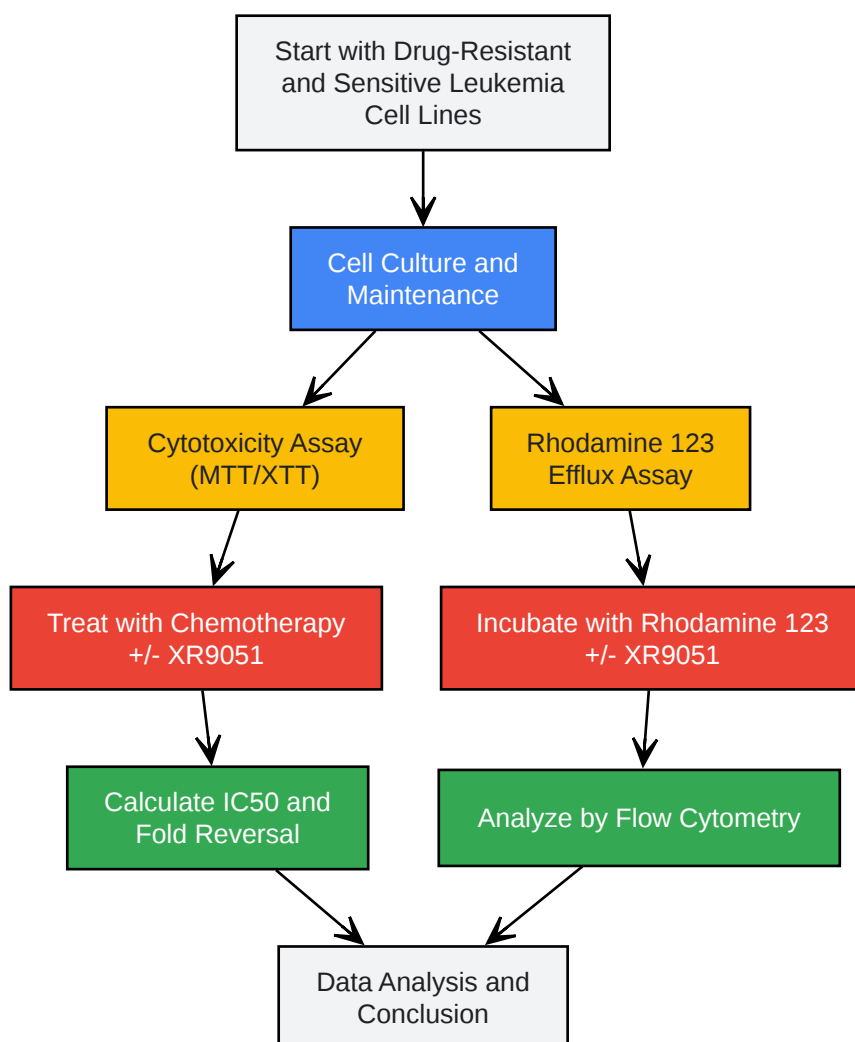 Start with Drug-Resistant
and Sensitive Leukemia
Cell Lines
Cell Culture and
Maintenance
Cytotoxicity Assay
(MTT/XTT)
Rhodamine 123
Efflux Assay
Treat with Chemotherapy
+/- XR9051
Incubate with Rhodamine 123
+/- XR9051
Calculate IC50 and
Fold Reversal
Analyze by Flow Cytometry
Data Analysis and
Conclusion